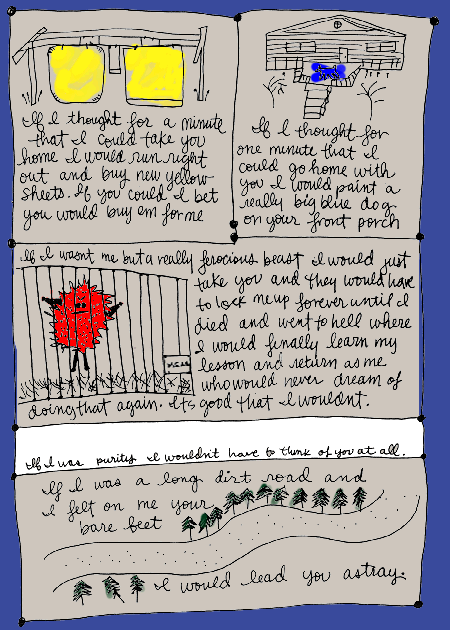 If I thought for a minute
that I could take you
home I would run right
out and buy new yellow
sheets. If you could I bet
you would buy em for me
If I thought for
one minute that I
could go home with
you I would paint a
really big blue dog
on your front porch
If I wasn't me but a really ferocious beast I would just
take you and they would have
to lock me up forever until I
died and went to hell where
I would finally learn my
lesson and return as me
who would never dream of
doing that again. It's good that I wouldn't.
If I was purity I wouldn't have to think of you at all.
If I was a long dirt road and
I felt on me your
bare feet
I would lead you astray.